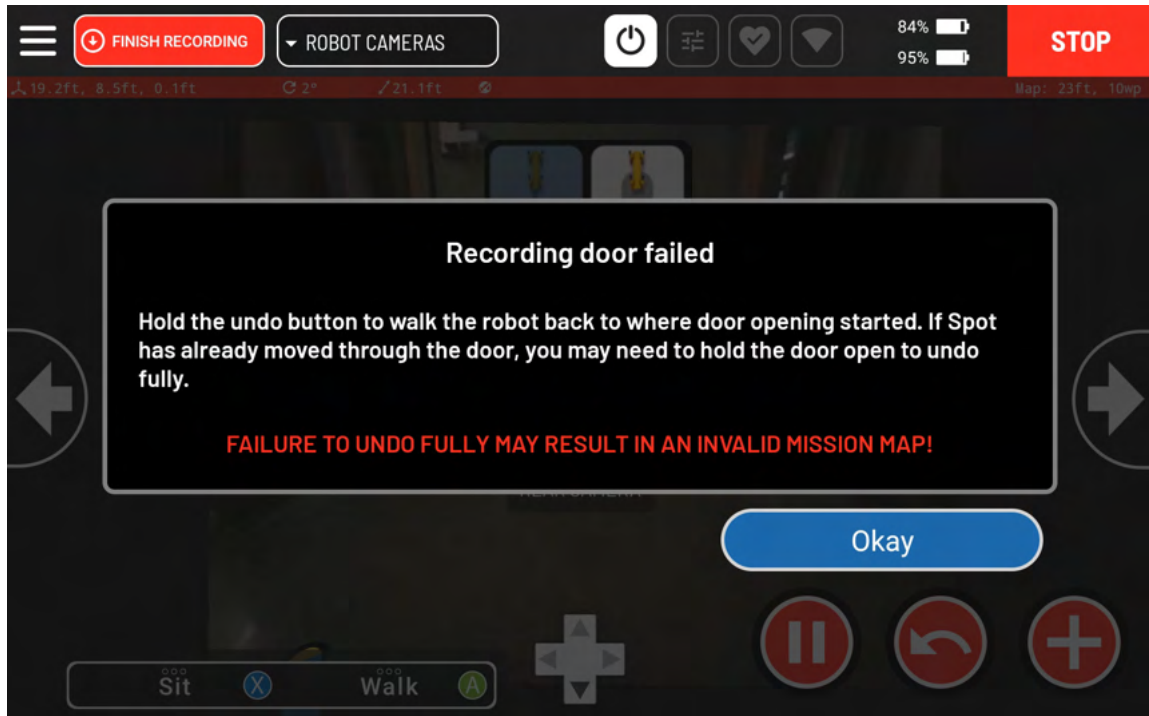 FINISH RECORDING
ROBOT CAMERAS
84%
95%
STOP
19.2ft, 8.5ft, 0.1ft
2°
21.1ft
Map: 23ft, 10wp
Recording door failed
Hold the undo button to walk the robot back to where door opening started. If Spot
has already moved through the door, you may need to hold the door open to undo
fully.
FAILURE TO UNDO FULLY MAY RESULT IN AN INVALID MISSION MAP!
REAR CAMERA
Okay
Sit X
Walk A